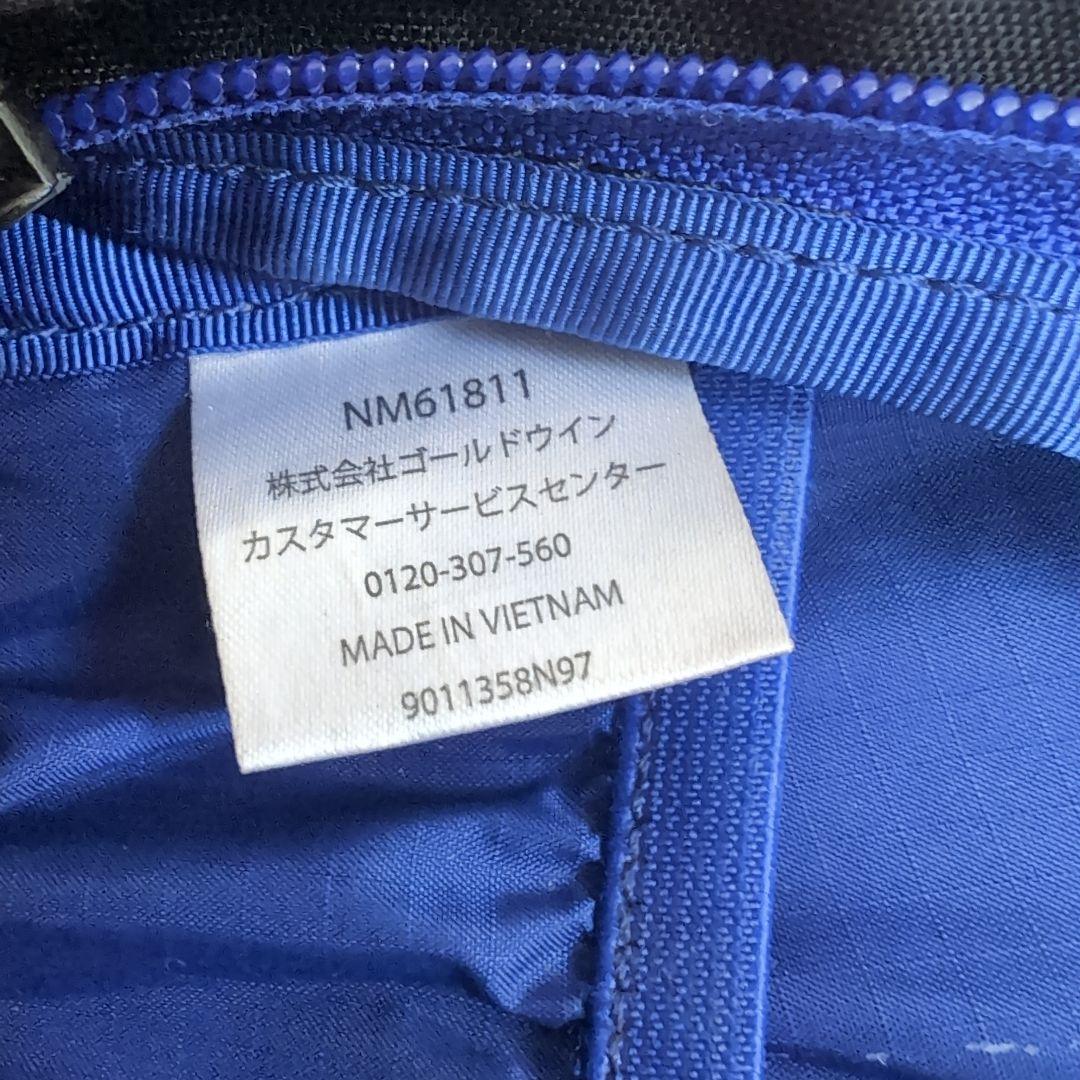 NM61811
株式会社ゴールドウイン
カスタマーサービスセンター
0120-307-560
MADE IN VIETNAM
9011358N97